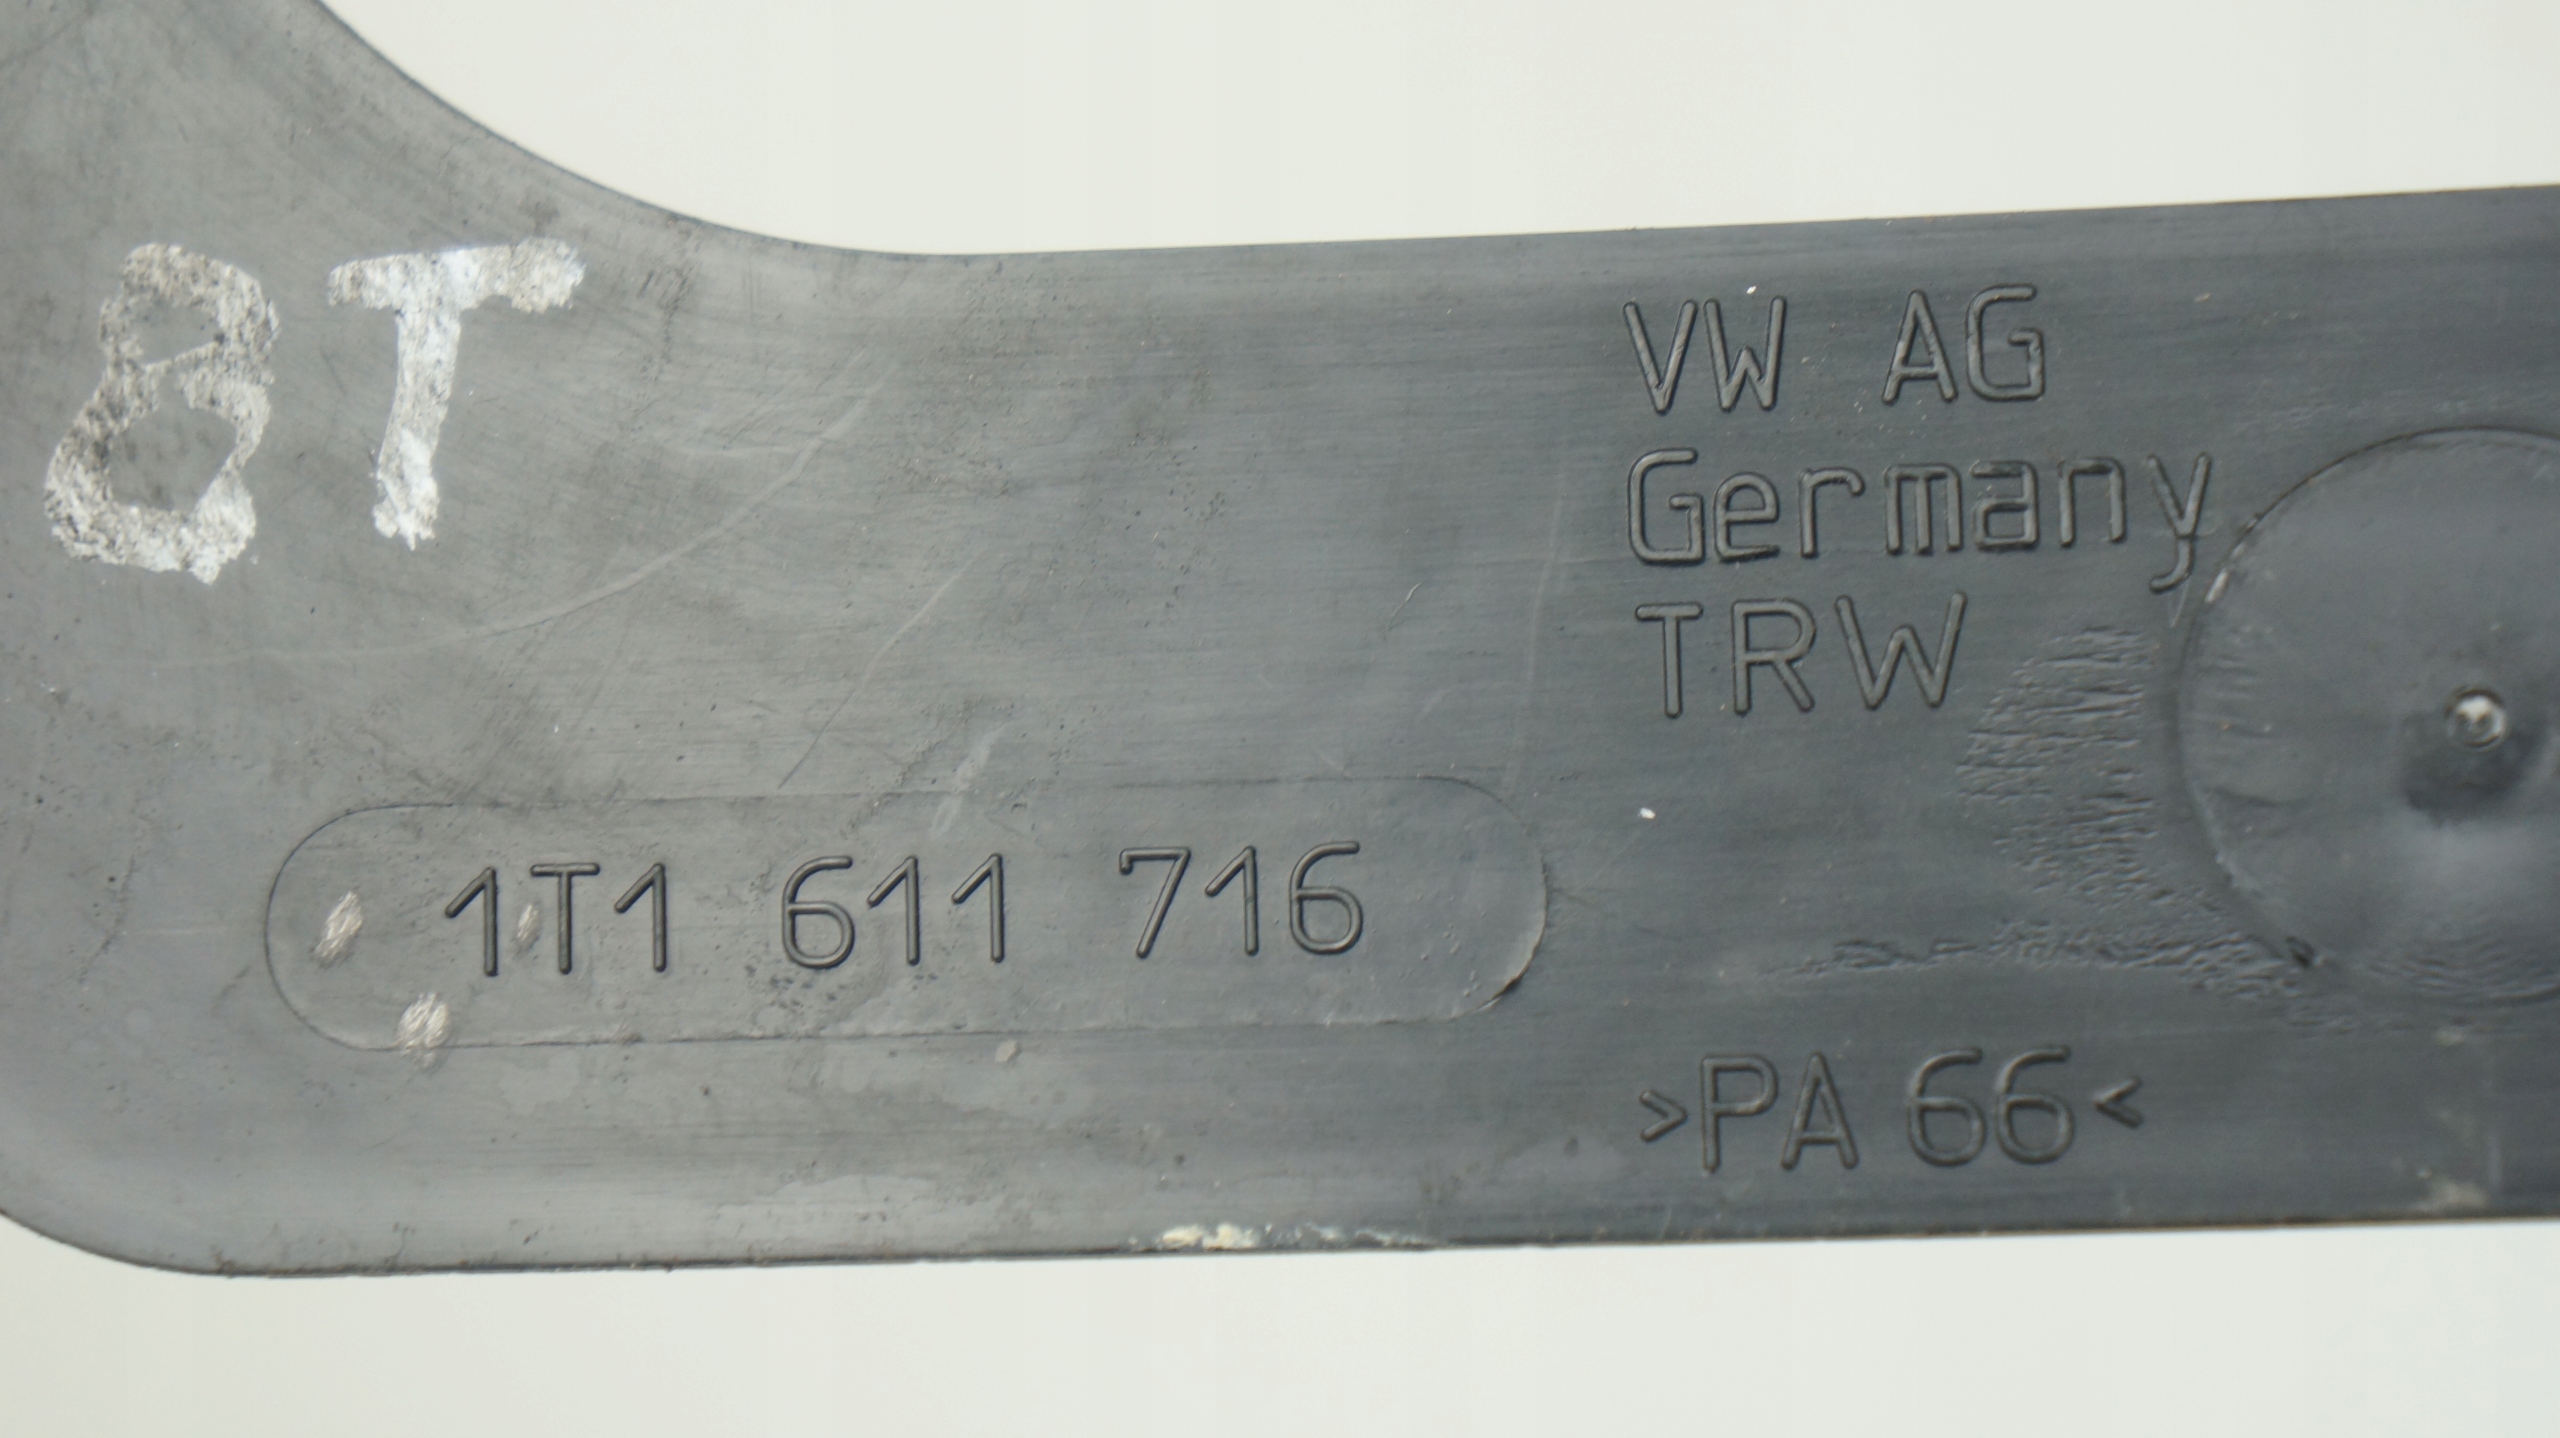 8T
VW AG
Germany
TRW
1T1 611 716
>PA 66<